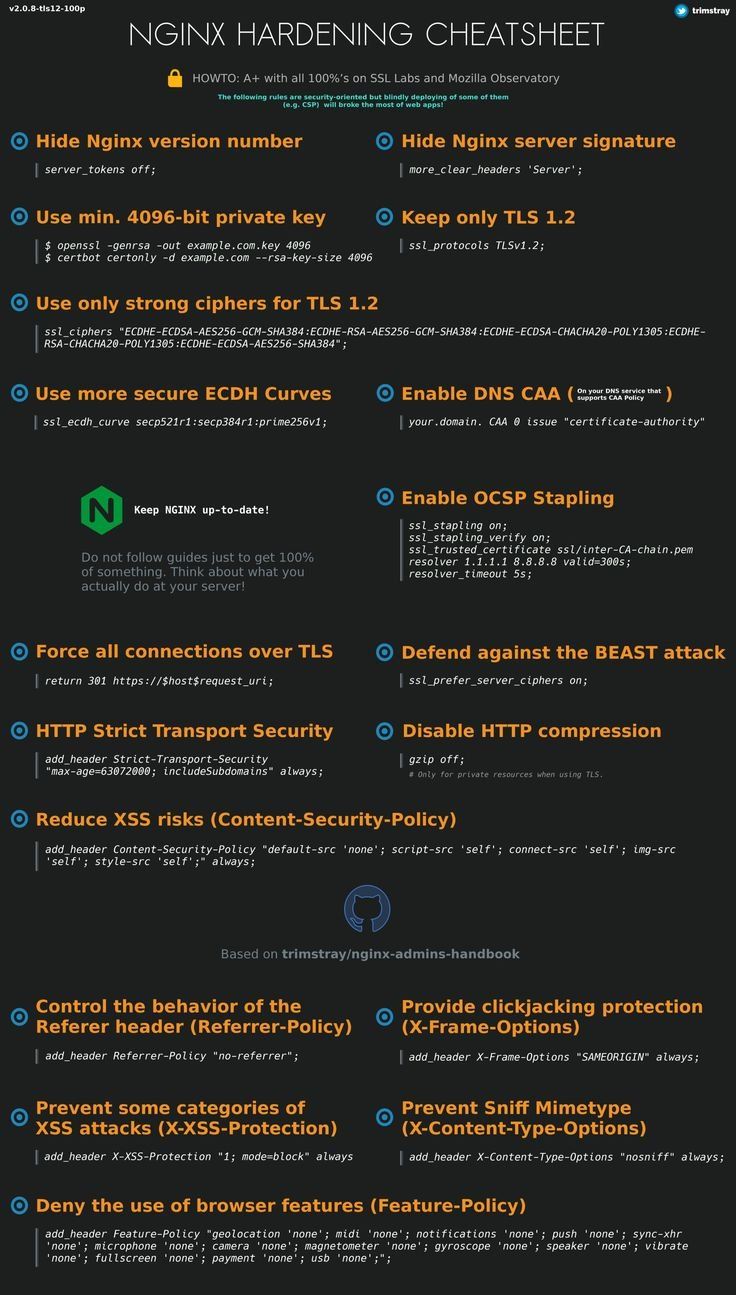 v2.0.8-tls12-100p
trimstray
NGINX HARDENING CHEATSHEET
HOWTO: A+ with all 100%'s on SSL Labs and Mozilla Observatory
The following rules are security-oriented but blindly deploying of some of them
(e.g. CSP) will broke the most of web apps!
Hide Nginx version number
server_tokens off;
Hide Nginx server signature
more_clear_headers 'Server';
Use min. 4096-bit private key
$ openssl -genrsa -out example.com.key 4096
$ certbot certonly -d example.com --rsa-key-size 4096
Keep only TLS 1.2
ssl_protocols TLSv1.2;
Use only strong ciphers for TLS 1.2
ssl_ciphers "ECDHE-ECDSA-AES256-GCM-SHA384:ECDHE-RSA-AES256-GCM-SHA384:ECDHE-ECDSA-CHACHA20-POLY1305:ECDHE-
RSA-CHACHA20-POLY1305:ECDHE-ECDSA-AES256-SHA384";
Use more secure ECDH Curves
ssl_ecdh_curve secp521r1:secp384r1:prime256v1;
Enable DNS CAA ( On your DNS service that
supports CAA Policy )
your.domain. CAA 0 issue "certificate-authority"
Keep NGINX up-to-date!
Do not follow guides just to get 100%
of something. Think about what you
actually do at your server!
Enable OCSP Stapling
ssl_stapling on;
ssl_stapling_verify on;
ssl_trusted_certificate ssl/inter-CA-chain.pem
resolver 1.1.1.1 8.8.8.8 valid=300s;
resolver_timeout 5s;
Force all connections over TLS
return 301 https://$host$request_uri;
Defend against the BEAST attack
ssl_prefer_server_ciphers on;
HTTP Strict Transport Security
add_header Strict-Transport-Security
"max-age=63072000; includeSubdomains" always;
Disable HTTP compression
gzip off;
# Only for private resources when using TLS.
Reduce XSS risks (Content-Security-Policy)
add_header Content-Security-Policy "default-src 'none'; script-src 'self'; connect-src 'self'; img-src
'self'; style-src 'self';" always;
Based on trimstray/nginx-admins-handbook
Control the behavior of the
Referer header (Referrer-Policy)
add_header Referrer-Policy "no-referrer";
Provide clickjacking protection
(X-Frame-Options)
add_header X-Frame-Options "SAMEORIGIN" always;
Prevent some categories of
XSS attacks (X-XSS-Protection)
add_header X-XSS-Protection "1; mode=block" always
Prevent Sniff Mimetype
(X-Content-Type-Options)
add_header X-Content-Type-Options "nosniff" always;
Deny the use of browser features (Feature-Policy)
add_header Feature-Policy "geolocation 'none'; midi 'none'; notifications 'none'; push 'none'; sync-xhr
'none'; microphone 'none'; camera 'none'; magnetometer 'none'; gyroscope 'none'; speaker 'none'; vibrate
'none'; fullscreen 'none'; payment 'none'; usb 'none';";